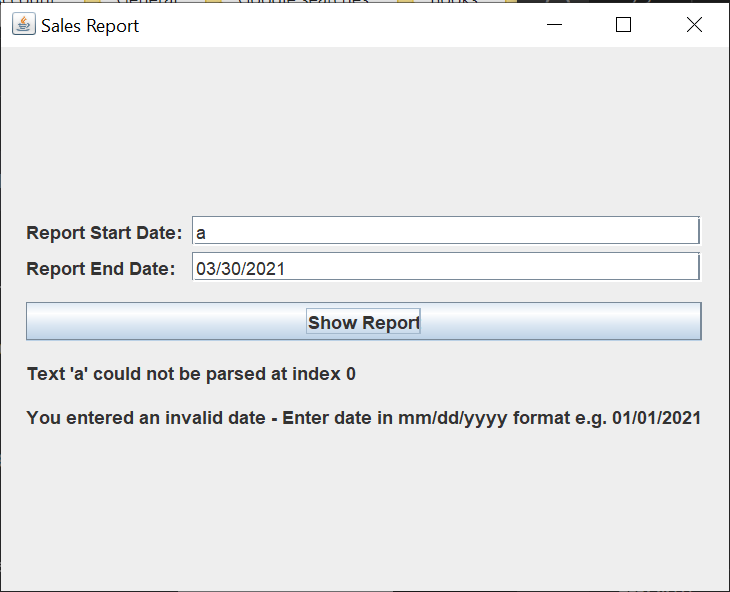 Sales Report
Report Start Date: a
Report End Date: 03/30/2021
Show Report
Text 'a' could not be parsed at index 0
You entered an invalid date - Enter date in mm/dd/yyyy format e.g. 01/01/2021